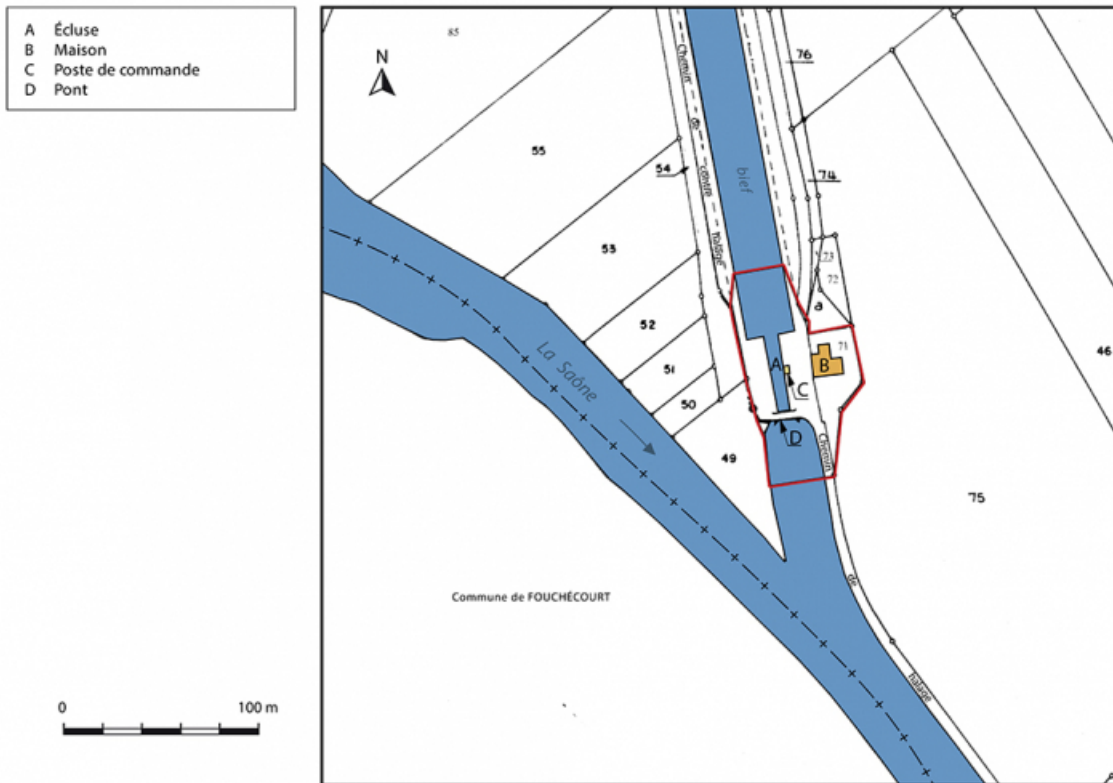 A Écluse
B Maison
C Poste de commande
D Pont
N
85
76
55
54
74
53
Chemin
de
contre
halage
bief
73
72
a
52
71
46
51
A
B
C
50
La Saône
D
49
Chemin
75
de
Commune de FOUCHÉCOURT
halage
0 100 m